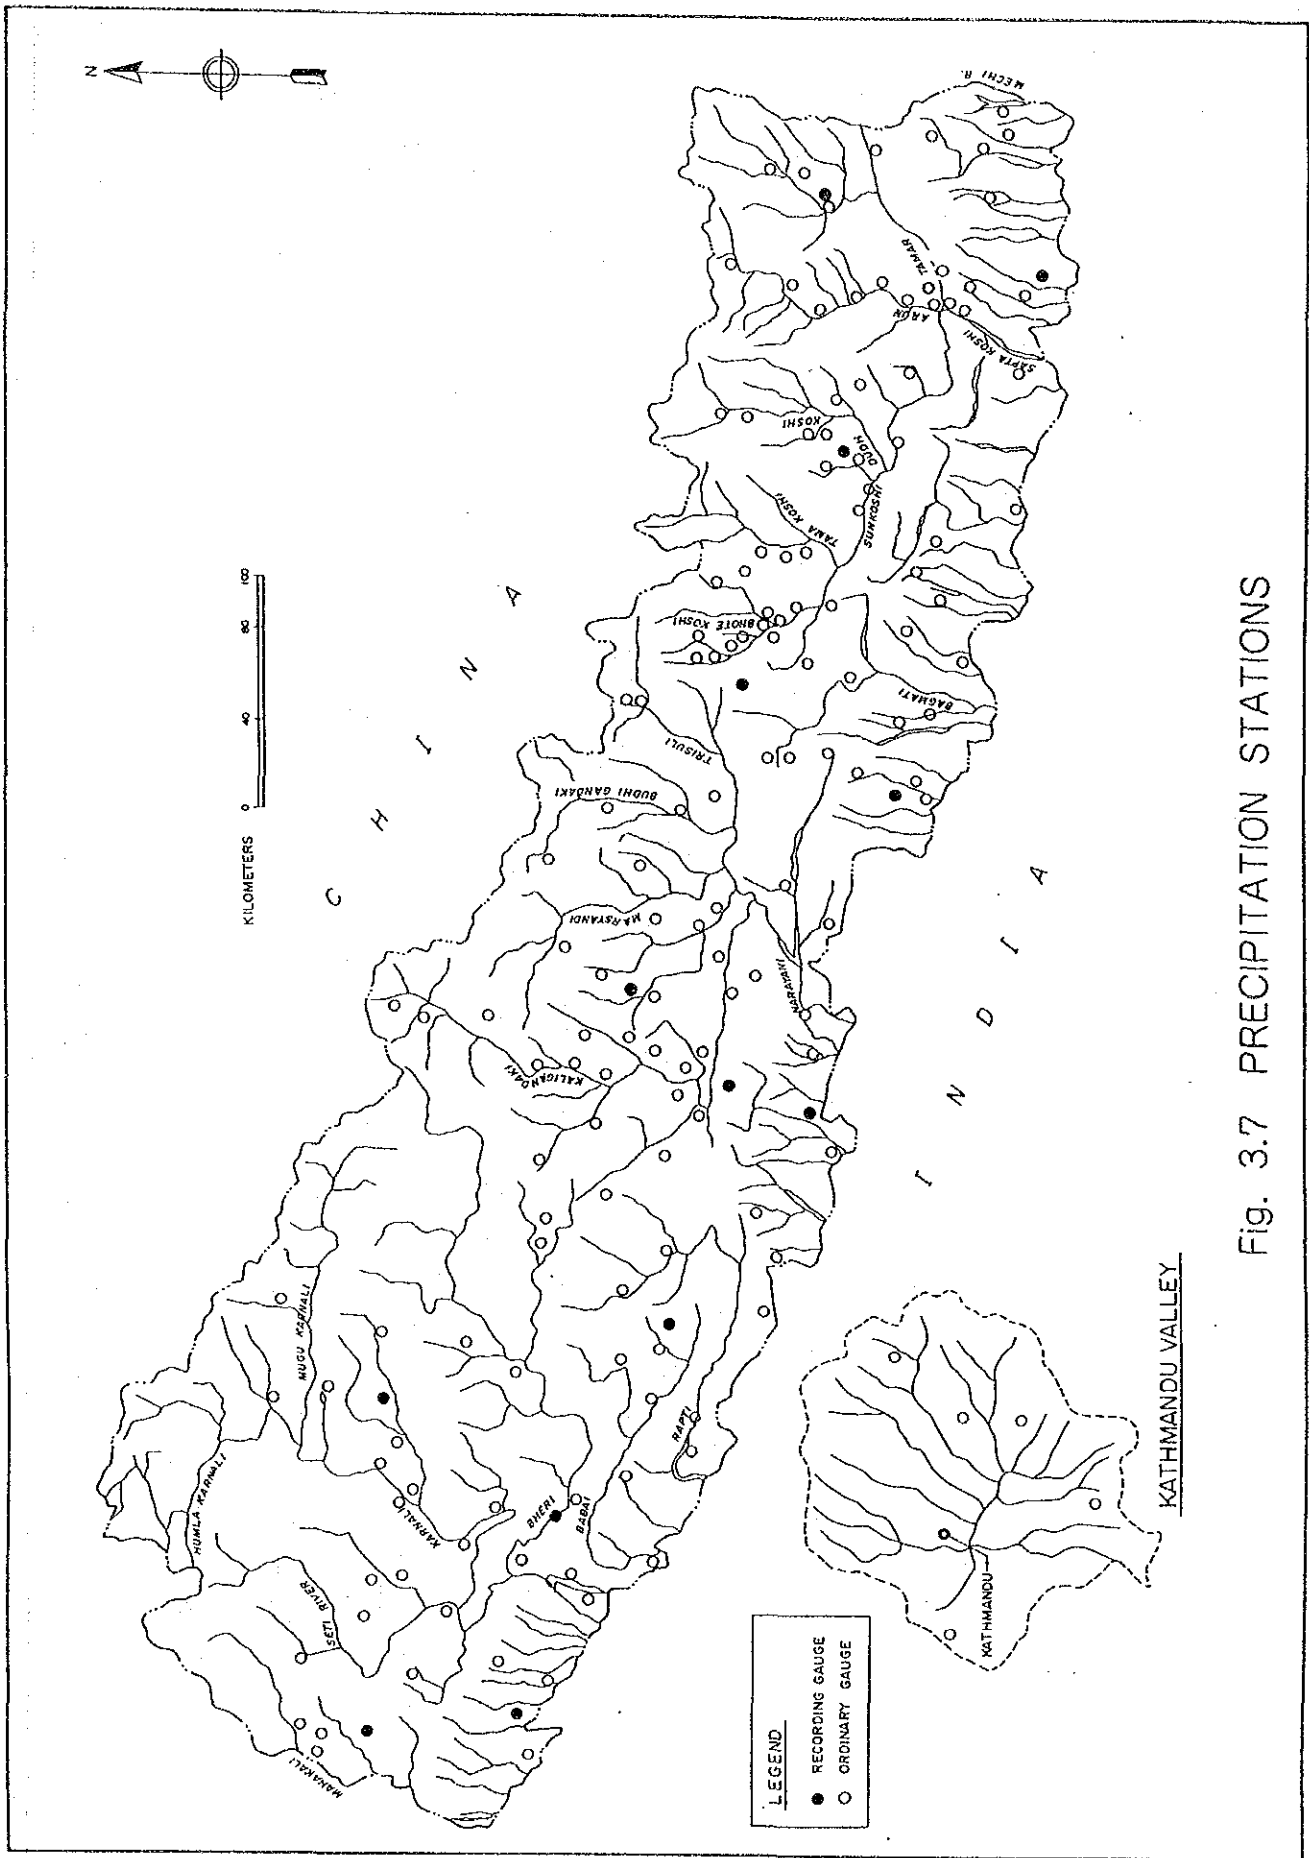 N
KILOMETERS
0 40 80 100
C H I N A
I N D I A
MAHAKALI
SETI RIVER
HUMLA KARNALI
MUGU KARNALI
KARNALI
BHERI
BABAI
RAPTI
KALIGANDAKI
MARSYANDI
NARAYANI
BUDHI GANDAKI
TRISULI
BAGMATI
BHOTE KOSHI
TAMA KOSHI
SUNKOSHI
DUDH
KOSHI
ARUN
TAMAR
SAPTA KOSHI
MECHI R.
LEGEND
RECORDING GAUGE
ORDINARY GAUGE
KATHMANDU
KATHMANDU VALLEY
Fig. 3.7 PRECIPITATION STATIONS